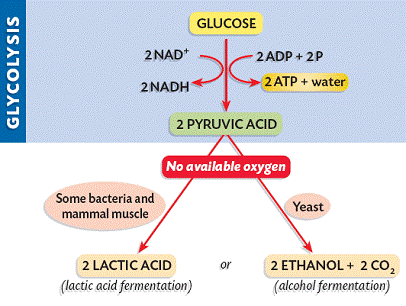 GLYCOLYSIS
GLUCOSE
2 NAD⁺
2 ADP + 2 P
2 NADH
2 ATP + water
2 PYRUVIC ACID
No available oxygen
Some bacteria and
mammal muscle
Yeast
2 LACTIC ACID
or
2 ETHANOL + 2 CO₂
(lactic acid fermentation)
(alcohol fermentation)